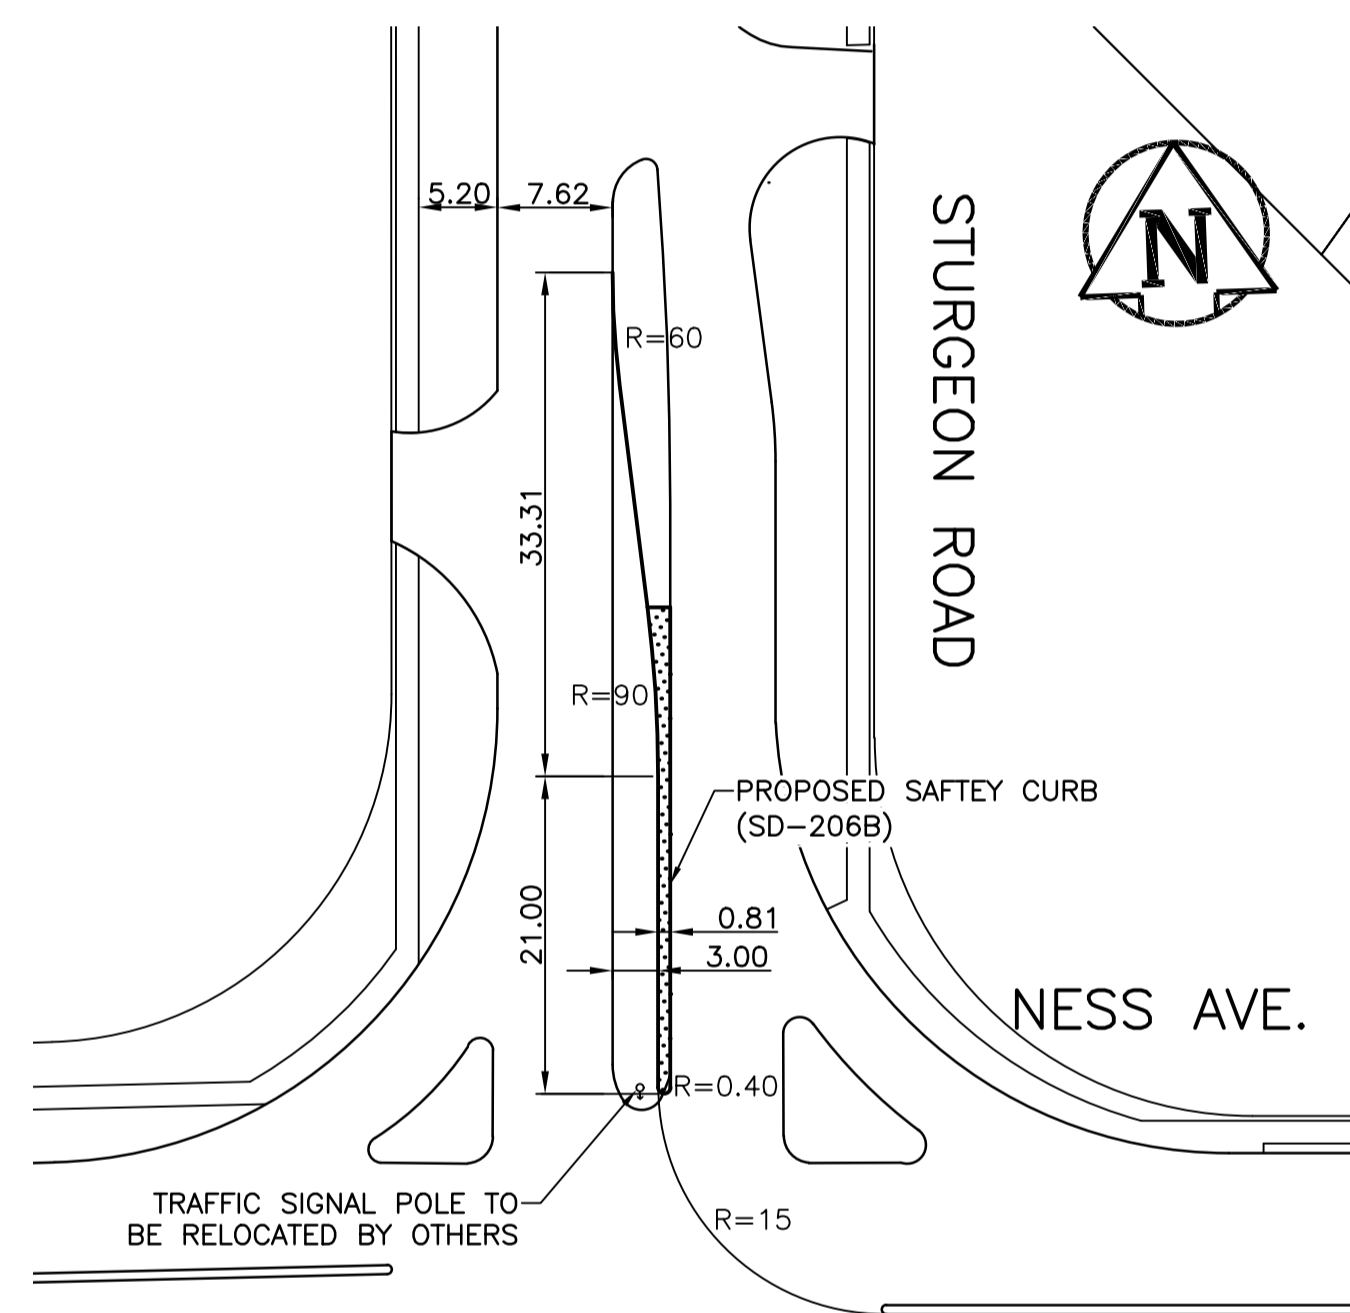 5.20
7.62
N
STURGEON ROAD
R=60
33.31
R=90
PROPOSED SAFTEY CURB
(SD-206B)
21.00
0.81
3.00
NESS AVE.
R=0.40
TRAFFIC SIGNAL POLE TO
BE RELOCATED BY OTHERS
R=15